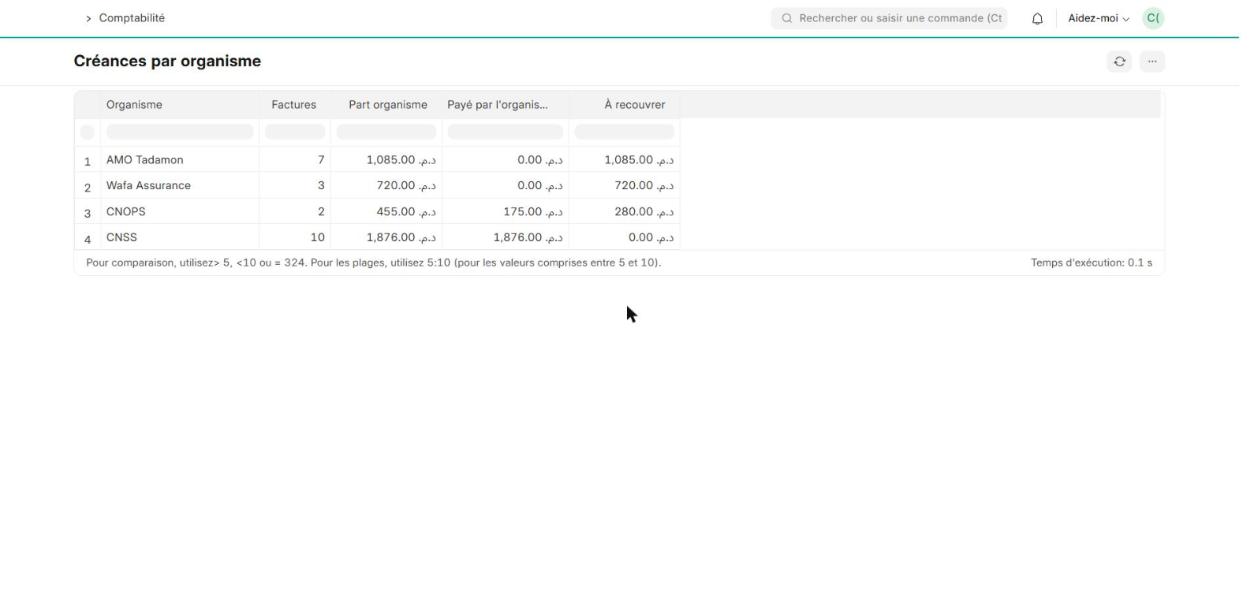 Comptabilité
Rechercher ou saisir une commande (Ct
Aidez-moi
C(
Créances par organisme
Organisme Factures Part organisme Payé par l'organis... À recouvrer
1 AMO Tadamon 7 1,085.00 د.م. 0.00 د.م. 1,085.00 د.م.
2 Wafa Assurance 3 720.00 د.م. 0.00 د.م. 720.00 د.م.
3 CNOPS 2 455.00 د.م. 175.00 د.م. 280.00 د.م.
4 CNSS 10 1,876.00 د.م. 1,876.00 د.م. 0.00 د.م.
Pour comparaison, utilisez> 5, <10 ou = 324. Pour les plages, utilisez 5:10 (pour les valeurs comprises entre 5 et 10). Temps d'exécution: 0.1 s